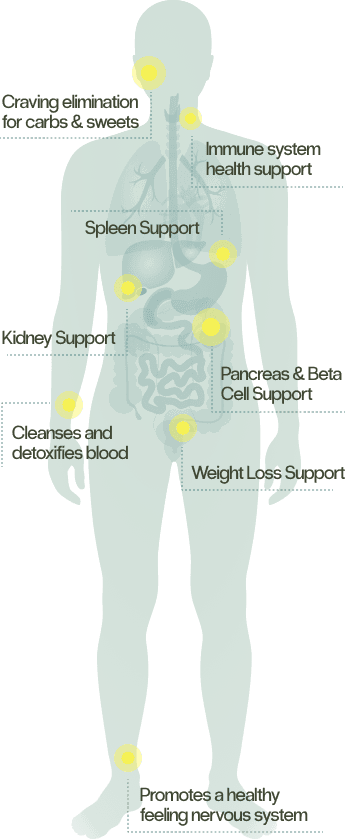 Craving elimination
for carbs & sweets
Immune system
health support
Spleen Support
Kidney Support
Pancreas & Beta
Cell Support
Cleanses and
detoxifies blood
Weight Loss Support
Promotes a healthy
feeling nervous system